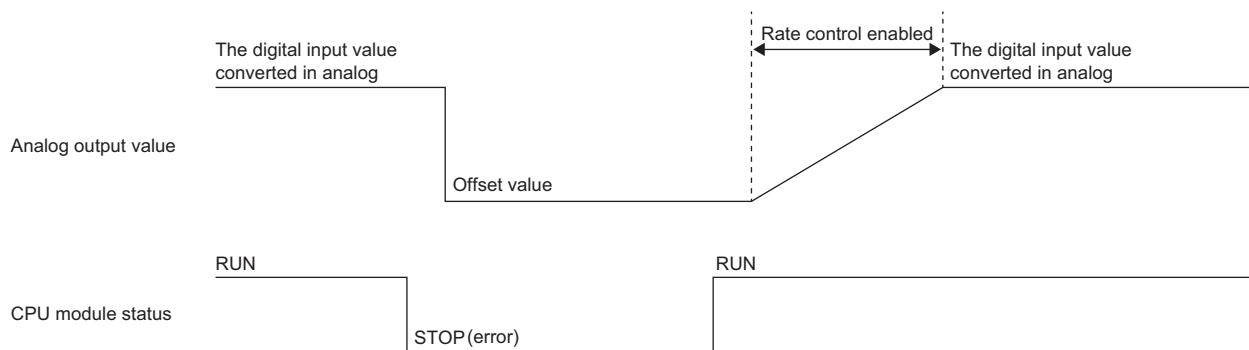 Rate control enabled
The digital input value
converted in analog
The digital input value
converted in analog
Analog output value
Offset value
RUN
RUN
CPU module status
STOP(error)